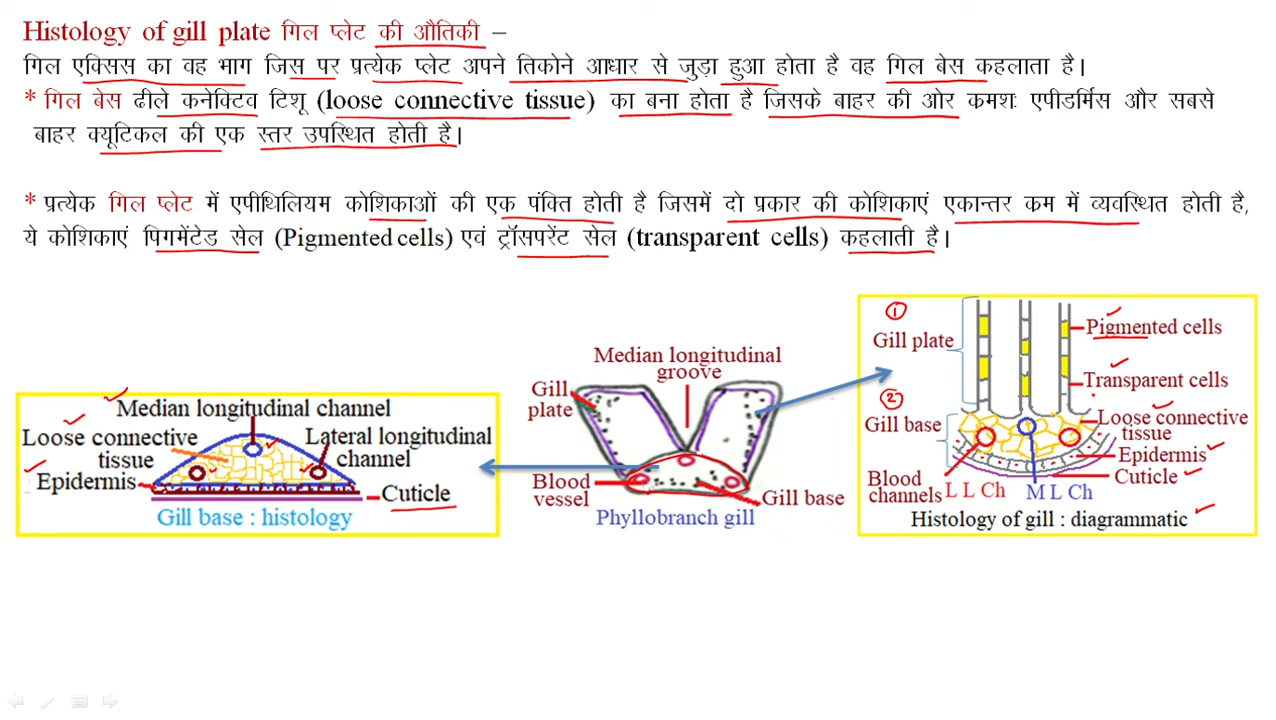 Histology of gill plate गिल प्लेट की औतिकी –
गिल एक्सिस का वह भाग जिस पर प्रत्येक प्लेट अपने तिकोने आधार से जुड़ा हुआ होता है वह गिल बेस कहलाता है।
* गिल बेस ढीले कनेक्टिव टिशू (loose connective tissue) का बना होता है जिसके बाहर की ओर कमशः एपीडर्मिस और सबसे
बाहर क्यूटिकल की एक स्तर उपस्थित होती है।
* प्रत्येक गिल प्लेट में एपीथिलियम कोशिकाओं की एक पंक्ति होती है जिसमें दो प्रकार की कोशिकाएं एकान्तर कम में व्यवस्थित होती है,
ये कोशिकाएं पिगमेंटेड सेल (Pigmented cells) एवं ट्रॉसपरेंट सेल (transparent cells) कहलाती है।
Median longitudinal channel
Loose connective
tissue
Lateral longitudinal
channel
Epidermis
Cuticle
Gill base : histology
Median longitudinal
groove
Gill
plate
Blood
vessel
Gill base
Phyllobranch gill
1
Gill plate
Pigmented cells
Transparent cells
2
Gill base
Loose connective
tissue
Epidermis
Cuticle
Blood
channels
L L Ch
M L Ch
Histology of gill : diagrammatic